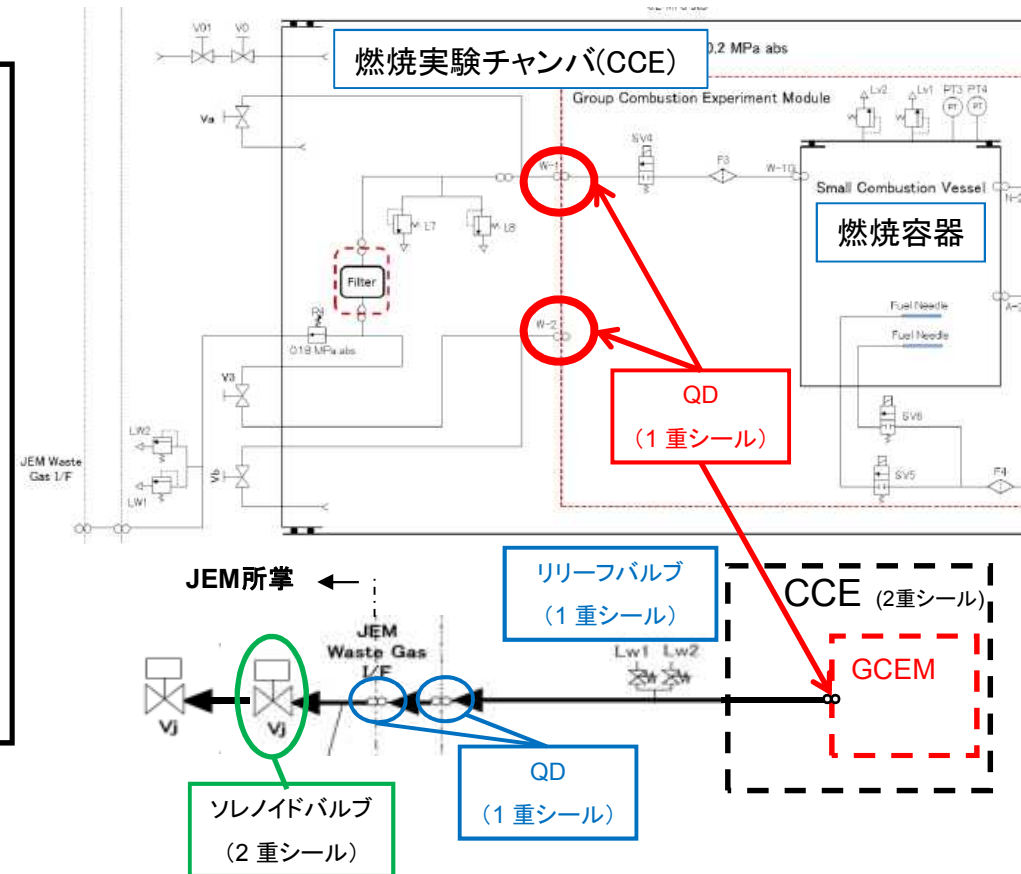 V01 V0
燃焼実験チャンバ(CCE)
0.2 MPa abs
Group Combustion Experiment Module
Va
Lv2 Lv1 PT3 PT4
PT PT
SV4
W-1
F3
W-10
Small Combustion Vessel
燃焼容器
N-2
L7
L8
Filter
0.18 MPa abs
W-2
Fuel Needle
Fuel Needle
QD
(1 重シール)
V3
LW2
JEM Waste
Gas I/F
LW1
Vb
SV6
SV5
F4
JEM所掌
リリーフバルブ
(1 重シール)
CCE (2重シール)
JEM
Waste Gas
I/F
Lw1 Lw2
GCEM
Vj
Vj
QD
(1 重シール)
ソレノイドバルブ
(2 重シール)